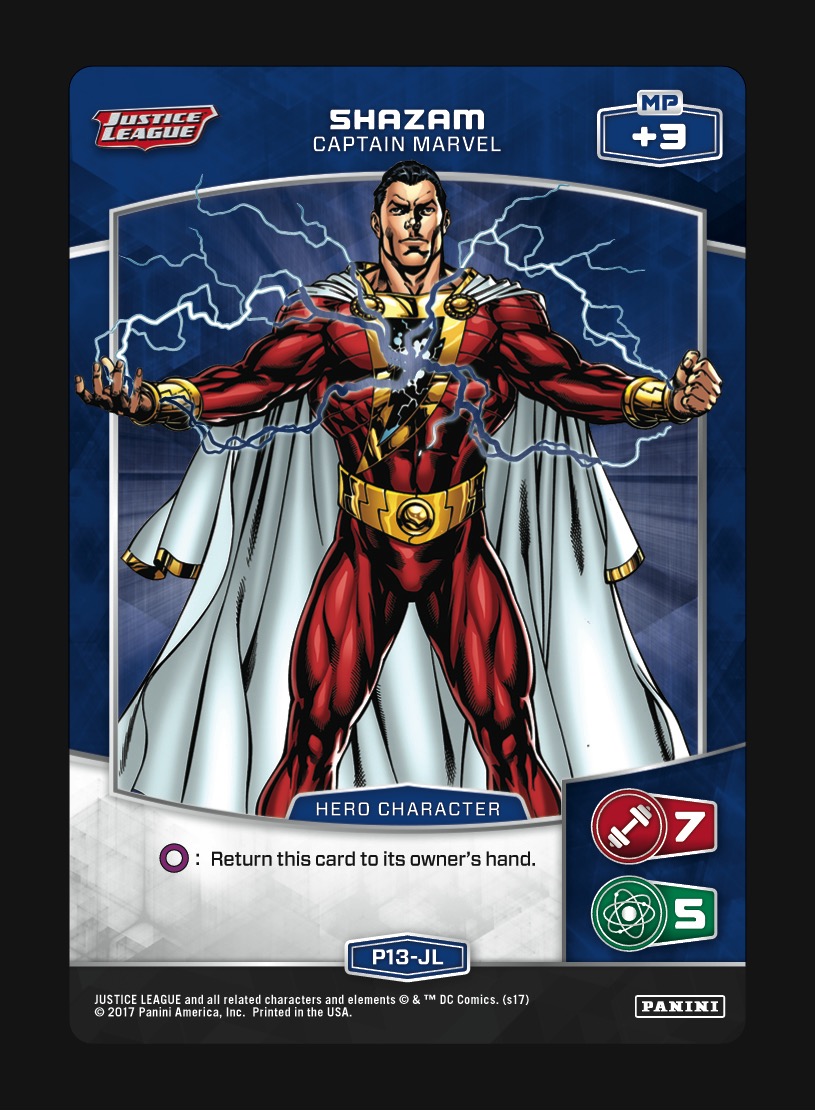 JUSTICE
LEAGUE
SHAZAM
CAPTAIN MARVEL
MP
+3
HERO CHARACTER
: Return this card to its owner's hand.
7
5
P13-JL
JUSTICE LEAGUE and all related characters and elements © & ™ DC Comics. (s17)
© 2017 Panini America, Inc. Printed in the USA.
PANINI